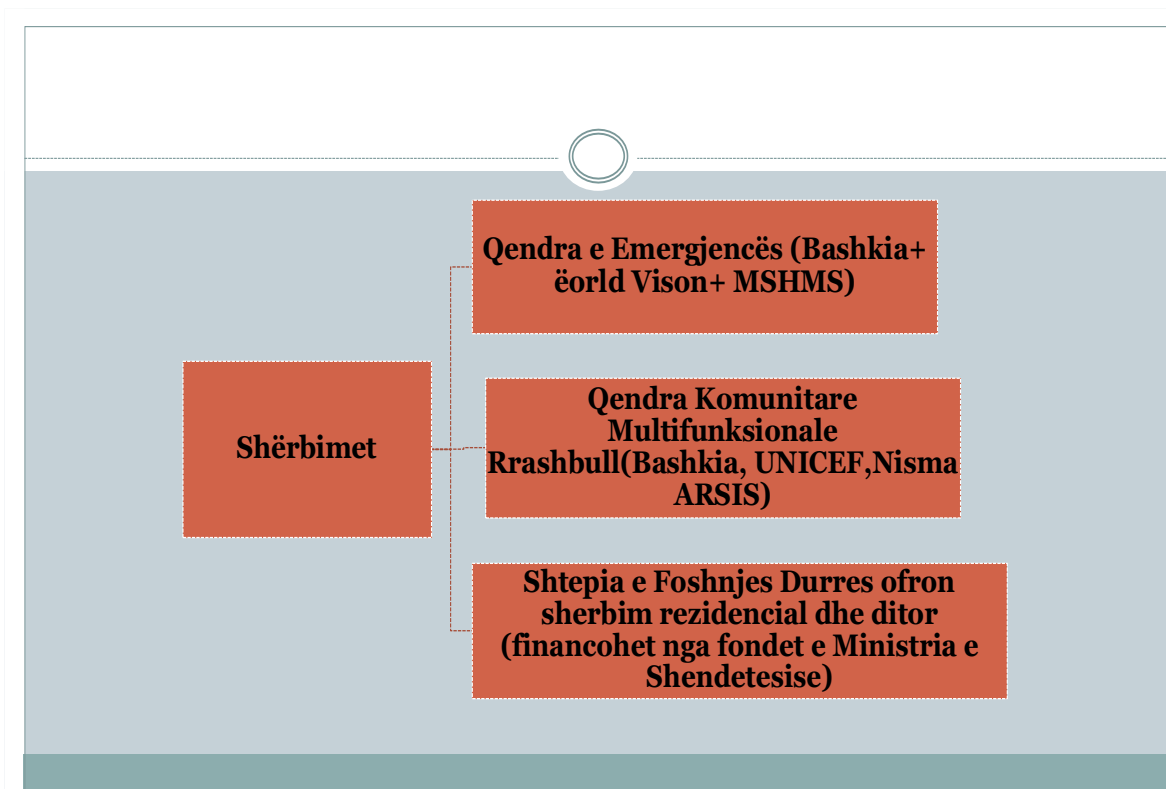 Shërbimet
Qendra e Emergjencës (Bashkia+
ëorld Vison+ MSHMS)
Qendra Komunitare
Multifunksionale
Rrashbull(Bashkia, UNICEF,Nisma
ARSIS)
Shtepia e Foshnjes Durres ofron
sherbim rezidencial dhe ditor
(financohet nga fondet e Ministria e
Shendetesise)